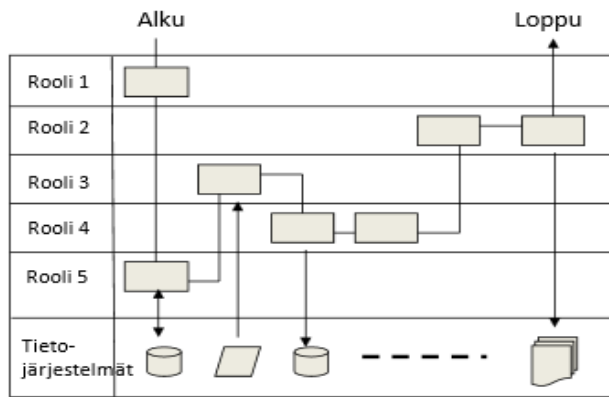 Alku
Loppu
Rooli 1
Rooli 2
Rooli 3
Rooli 4
Rooli 5
Tieto-
järjestelmät